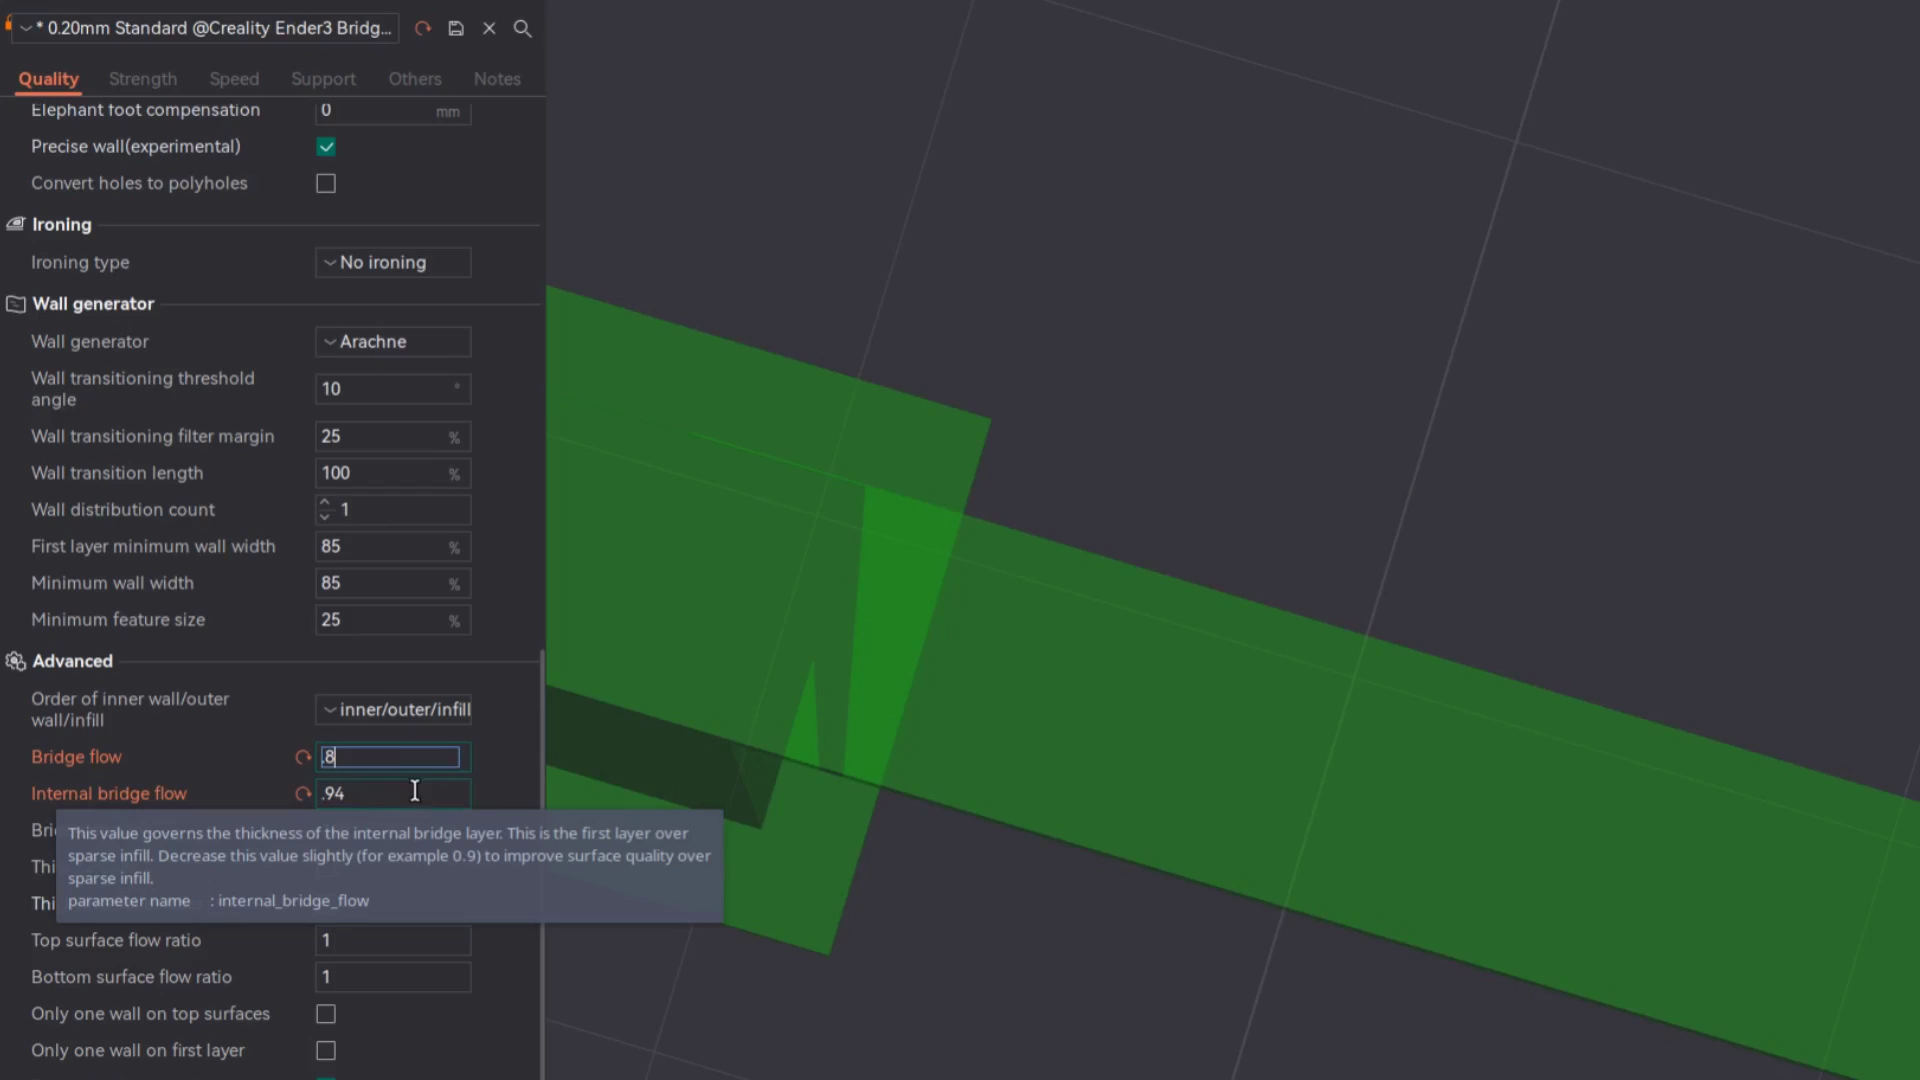 * 0.20mm Standard @Creality Ender3 Bridg...
Quality Strength Speed Support Others Notes
Elephant foot compensation 0 mm
Precise wall(experimental)
Convert holes to polyholes
Ironing
Ironing type No ironing
Wall generator
Wall generator Arachne
Wall transitioning threshold
angle 10 °
Wall transitioning filter margin 25 %
Wall transition length 100 %
Wall distribution count 1
First layer minimum wall width 85 %
Minimum wall width 85 %
Minimum feature size 25 %
Advanced
Order of inner wall/outer
wall/infill inner/outer/infill
Bridge flow .8
Internal bridge flow .94
Bri
This value governs the thickness of the internal bridge layer. This is the first layer over
sparse infill. Decrease this value slightly (for example 0.9) to improve surface quality over
sparse infill.
parameter name : internal_bridge_flow
Thi
Thi
Top surface flow ratio 1
Bottom surface flow ratio 1
Only one wall on top surfaces
Only one wall on first layer